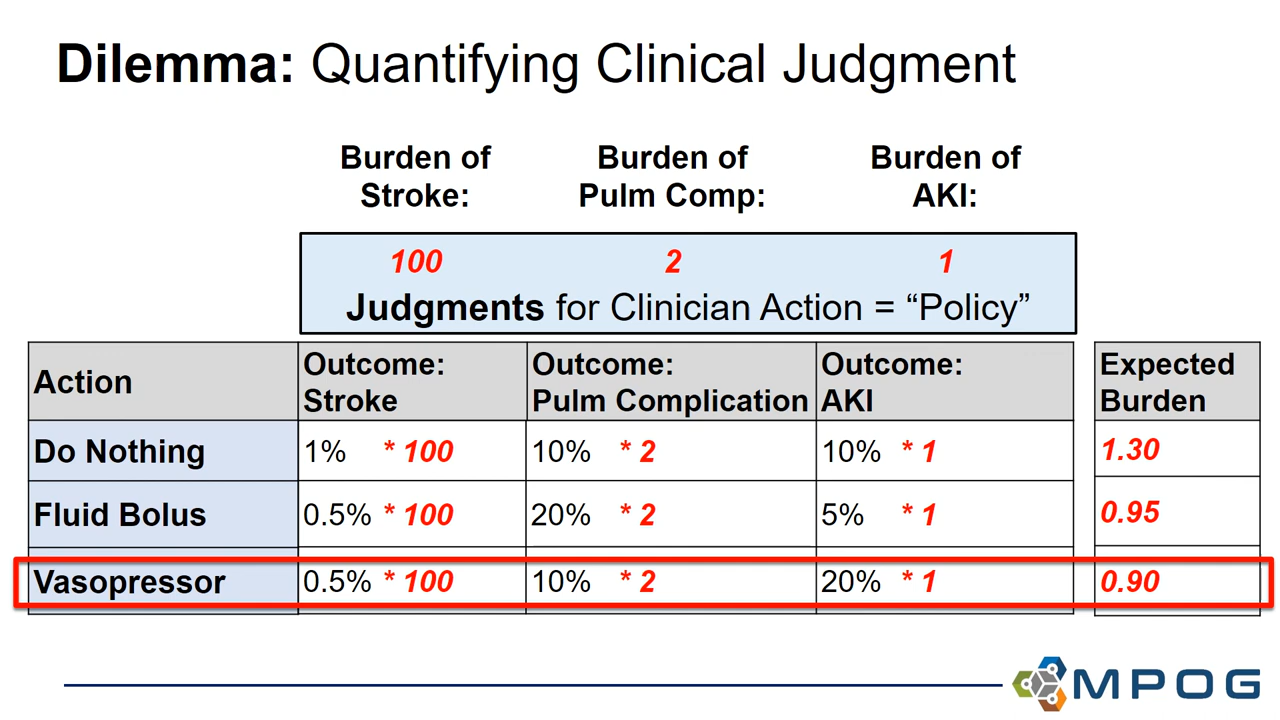 Dilemma: Quantifying Clinical Judgment
Burden of Stroke:
Burden of Pulm Comp:
Burden of AKI:
100 2 1
Judgments for Clinician Action = “Policy”
Action
Outcome: Stroke
Outcome: Pulm Complication
Outcome: AKI
Expected Burden
Do Nothing 1% * 100 10% * 2 10% * 1 1.30
Fluid Bolus 0.5% * 100 20% * 2 5% * 1 0.95
Vasopressor 0.5% * 100 10% * 2 20% * 1 0.90
MPOG